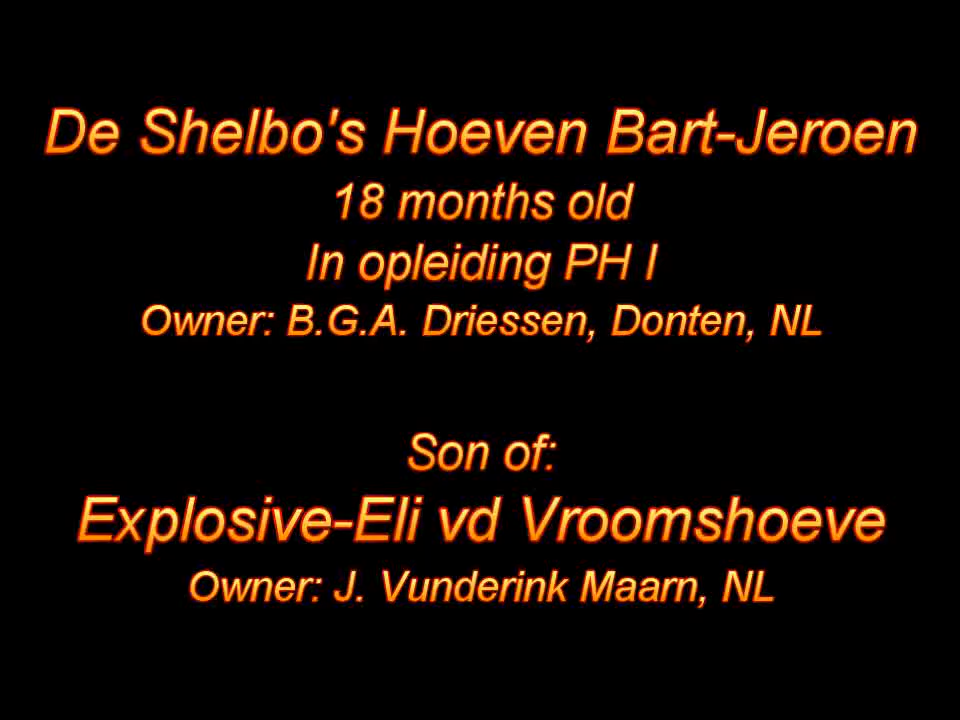 De Shelbo's Hoeven Bart-Jeroen
18 months old
In opleiding PH I
Owner: B.G.A. Driessen, Donten, NL
Son of:
Explosive-Eli vd Vroomshoeve
Owner: J. Vunderink Maarn, NL